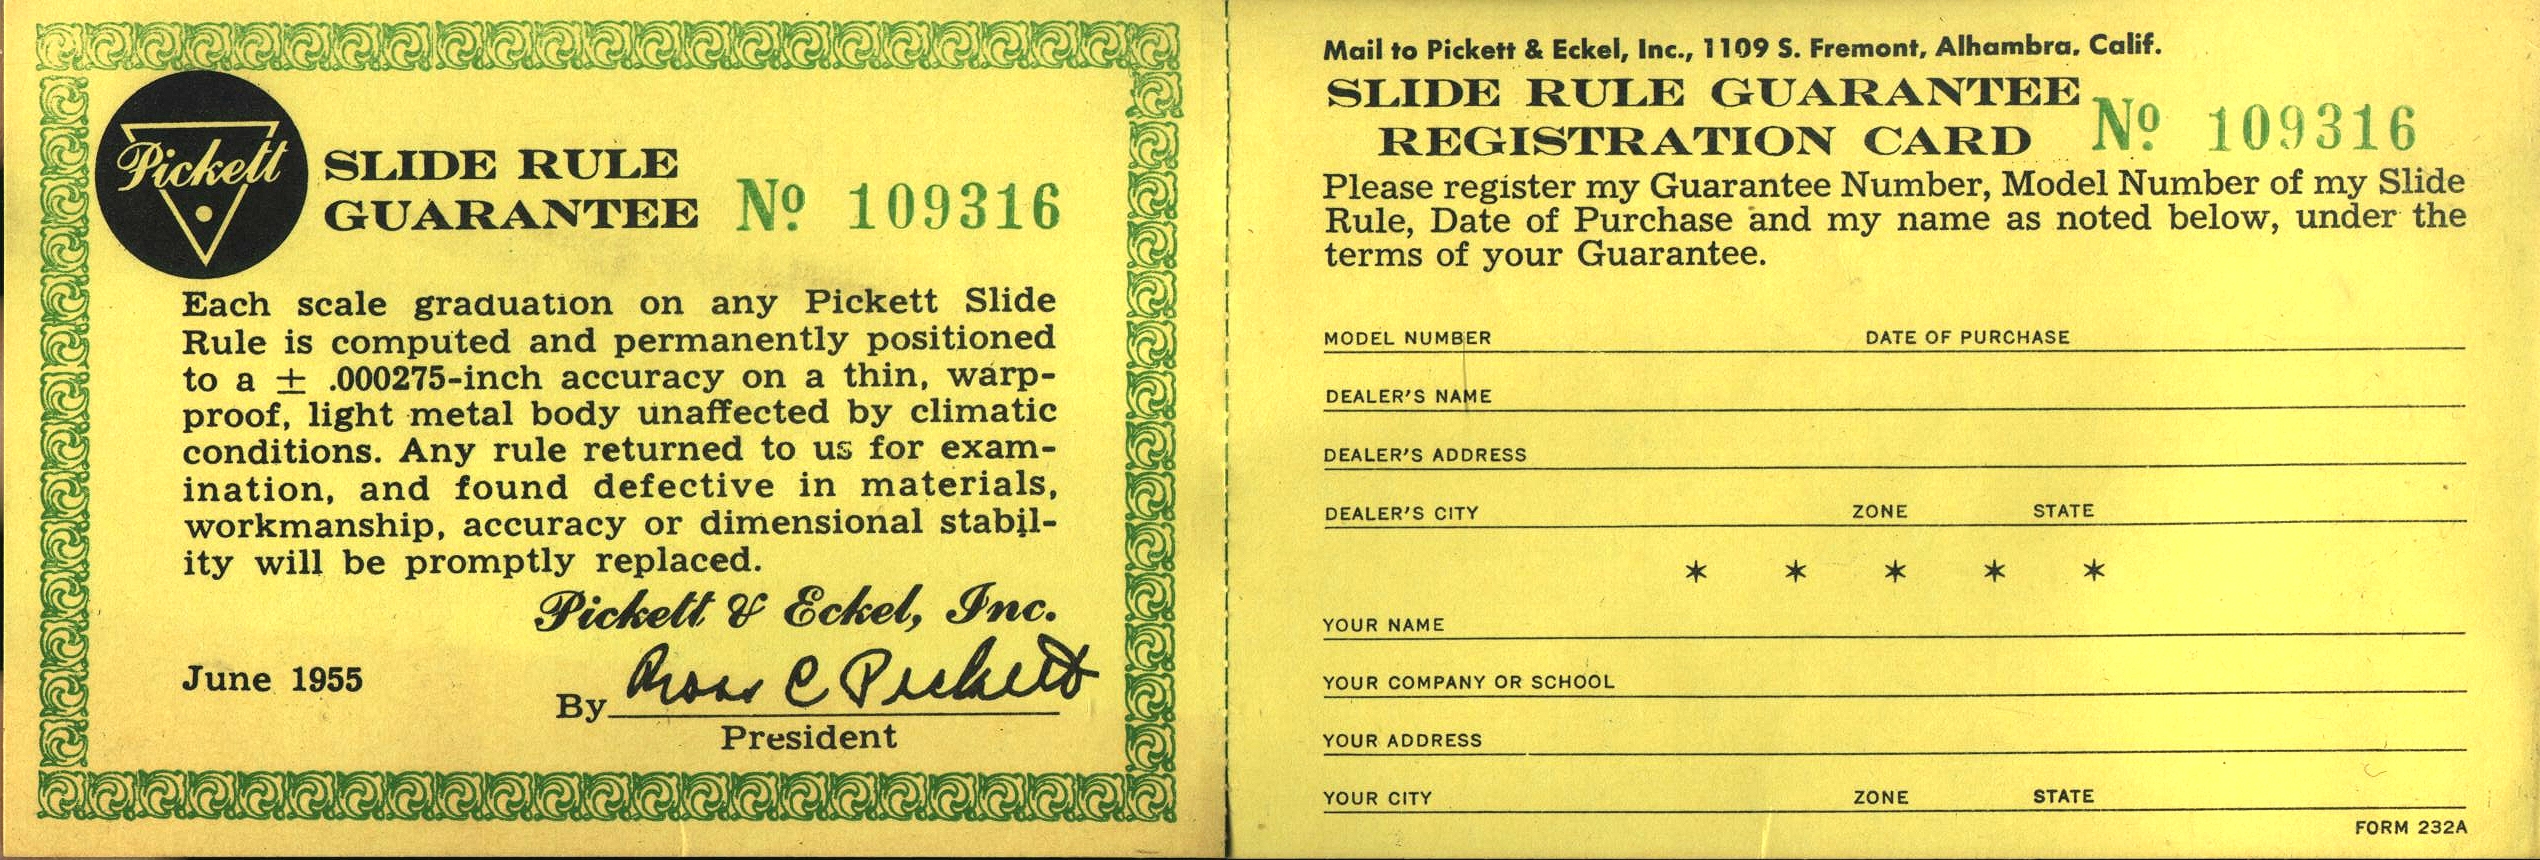 Pickett
SLIDE RULE
GUARANTEE
Nº 109316
Each scale graduation on any Pickett Slide
Rule is computed and permanently positioned
to a ± .000275-inch accuracy on a thin, warp-
proof, light metal body unaffected by climatic
conditions. Any rule returned to us for exam-
ination, and found defective in materials,
workmanship, accuracy or dimensional stabil-
ity will be promptly replaced.
Pickett & Eckel, Inc.
June 1955
By Ross C Pickett
President
Mail to Pickett & Eckel, Inc., 1109 S. Fremont, Alhambra, Calif.
SLIDE RULE GUARANTEE
REGISTRATION CARD
Nº 109316
Please register my Guarantee Number, Model Number of my Slide
Rule, Date of Purchase and my name as noted below, under the
terms of your Guarantee.
MODEL NUMBER DATE OF PURCHASE
DEALER'S NAME
DEALER'S ADDRESS
DEALER'S CITY ZONE STATE
* * * * *
YOUR NAME
YOUR COMPANY OR SCHOOL
YOUR ADDRESS
YOUR CITY ZONE STATE
FORM 232A